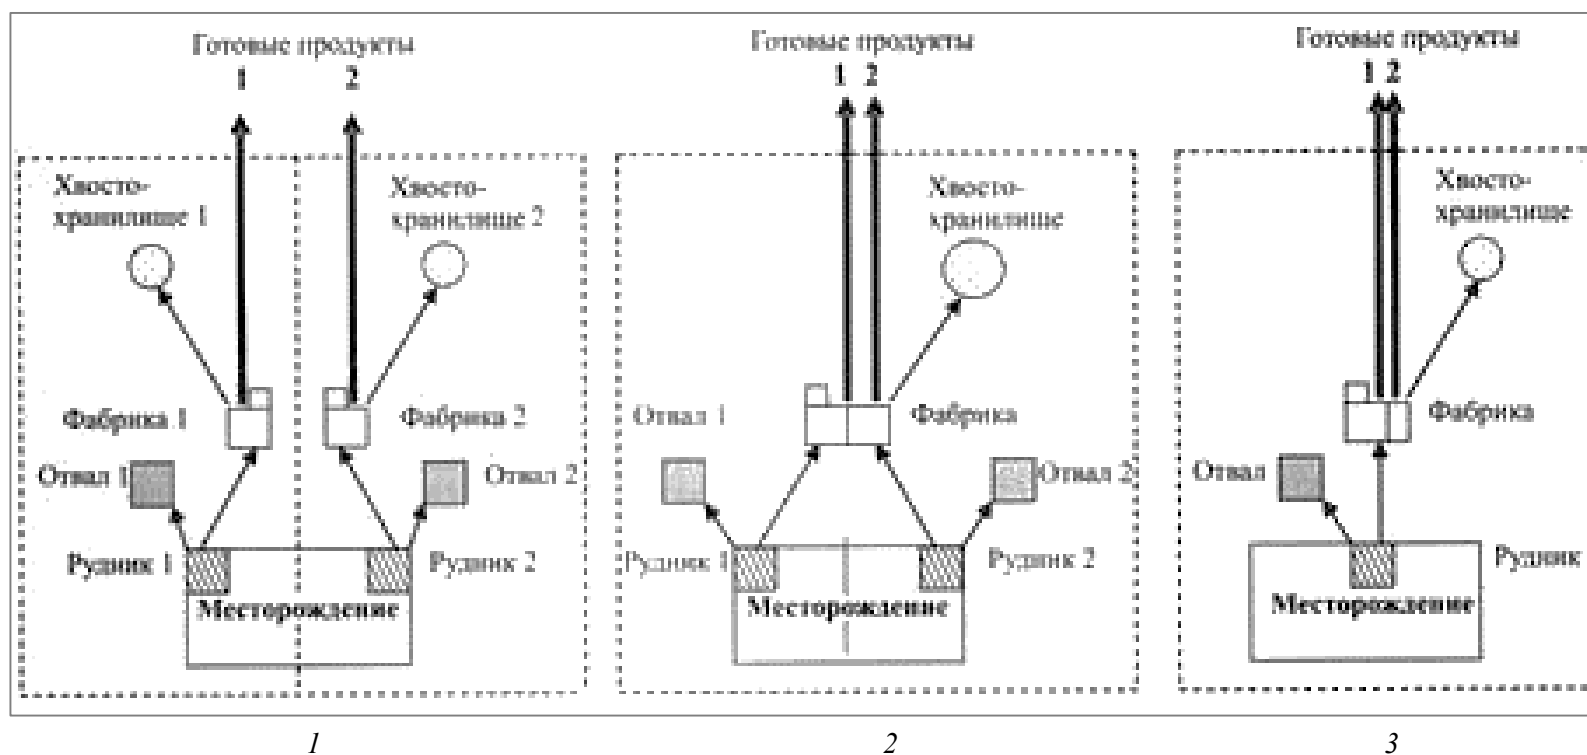 Готовые продукты
1 2
Хвосто-
хранилище 1
Хвосто-
хранилище 2
Фабрика 1
Фабрика 2
Отвал 1
Отвал 2
Рудник 1
Рудник 2
Месторождение
1
Готовые продукты
1 2
Хвосто-
хранилище
Отвал 1
Фабрика
Отвал 2
Рудник 1
Рудник 2
Месторождение
2
Готовые продукты
1 2
Хвосто-
хранилище
Фабрика
Отвал
Рудник
Месторождение
3